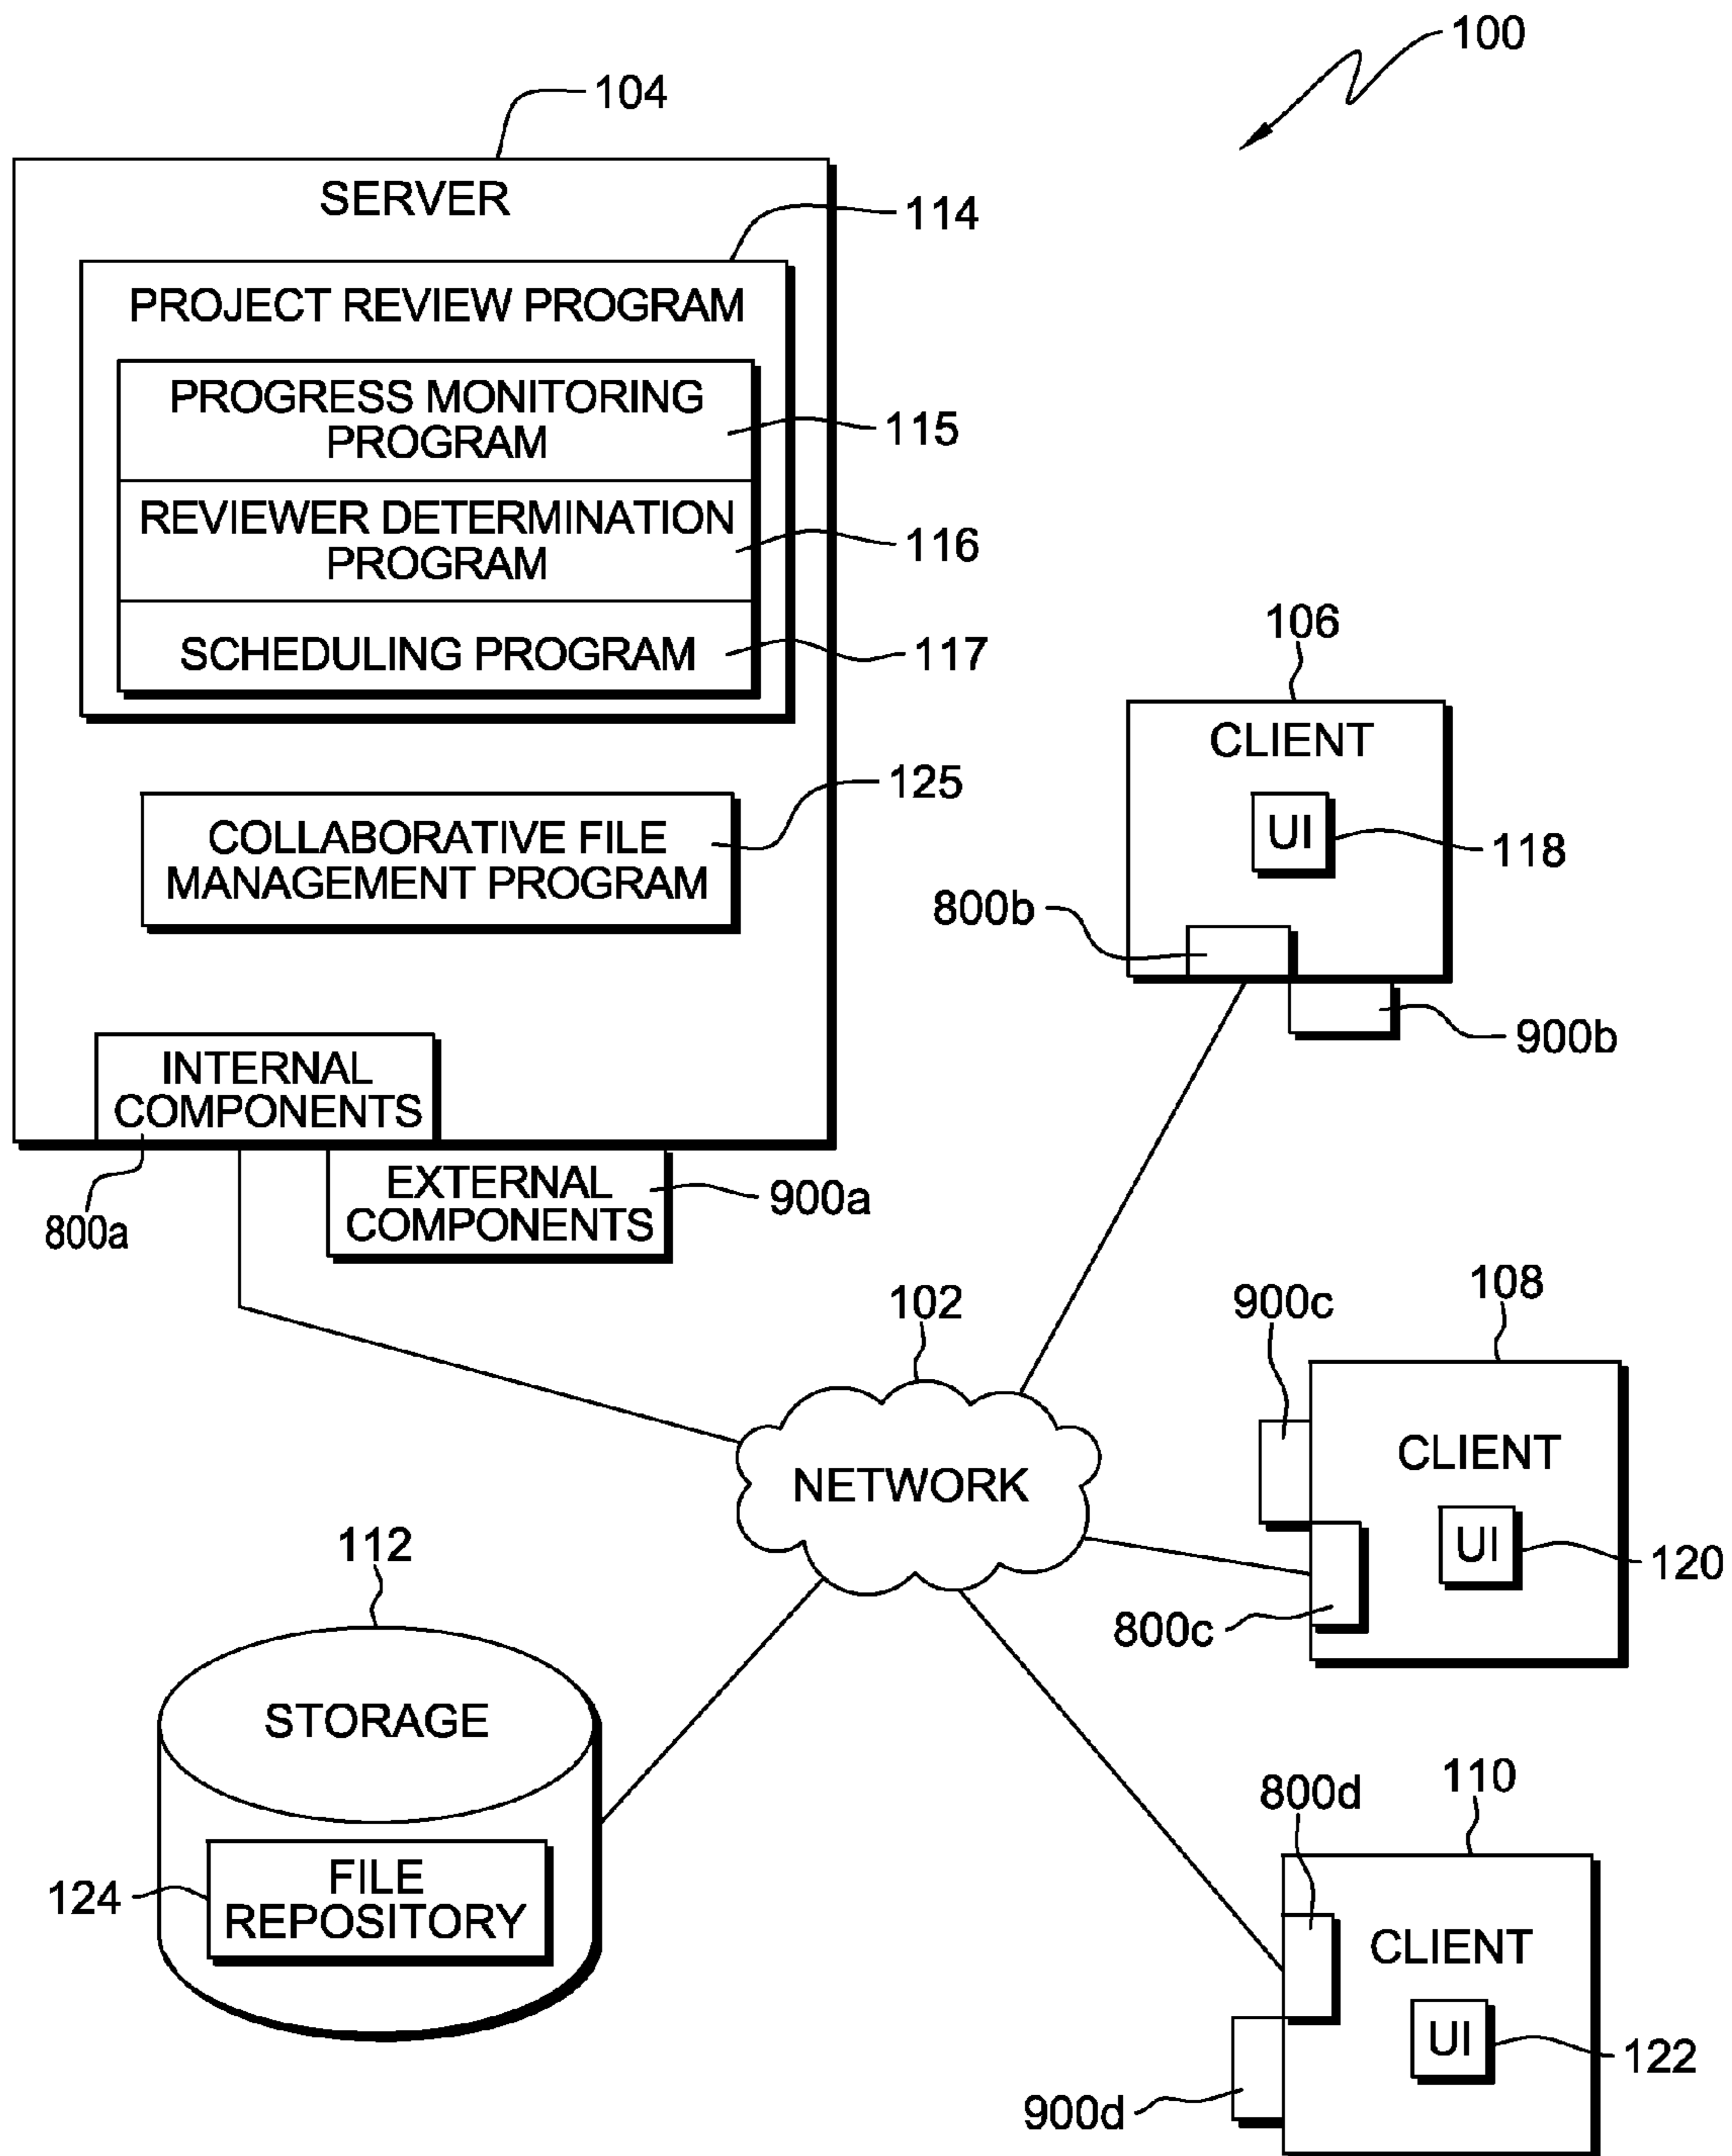 100
104
SERVER
114
PROJECT REVIEW PROGRAM
PROGRESS MONITORING
PROGRAM
115
REVIEWER DETERMINATION
PROGRAM
116
SCHEDULING PROGRAM
117
125
COLLABORATIVE FILE
MANAGEMENT PROGRAM
INTERNAL
COMPONENTS
800a
EXTERNAL
COMPONENTS
900a
106
CLIENT
UI
118
800b
900b
102
NETWORK
108
900c
CLIENT
UI
120
800c
112
STORAGE
FILE
REPOSITORY
124
110
800d
CLIENT
UI
122
900d